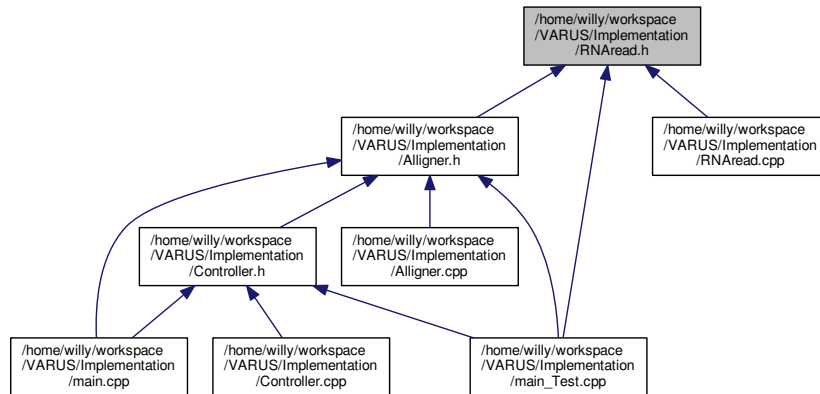 /home/willy/workspace
/VARUS/Implementation
/RNAread.h
/home/willy/workspace
/VARUS/Implementation
/Alligner.h
/home/willy/workspace
/VARUS/Implementation
/RNAread.cpp
/home/willy/workspace
/VARUS/Implementation
/Controller.h
/home/willy/workspace
/VARUS/Implementation
/Alligner.cpp
/home/willy/workspace
/VARUS/Implementation
/main.cpp
/home/willy/workspace
/VARUS/Implementation
/Controller.cpp
/home/willy/workspace
/VARUS/Implementation
/main_Test.cpp